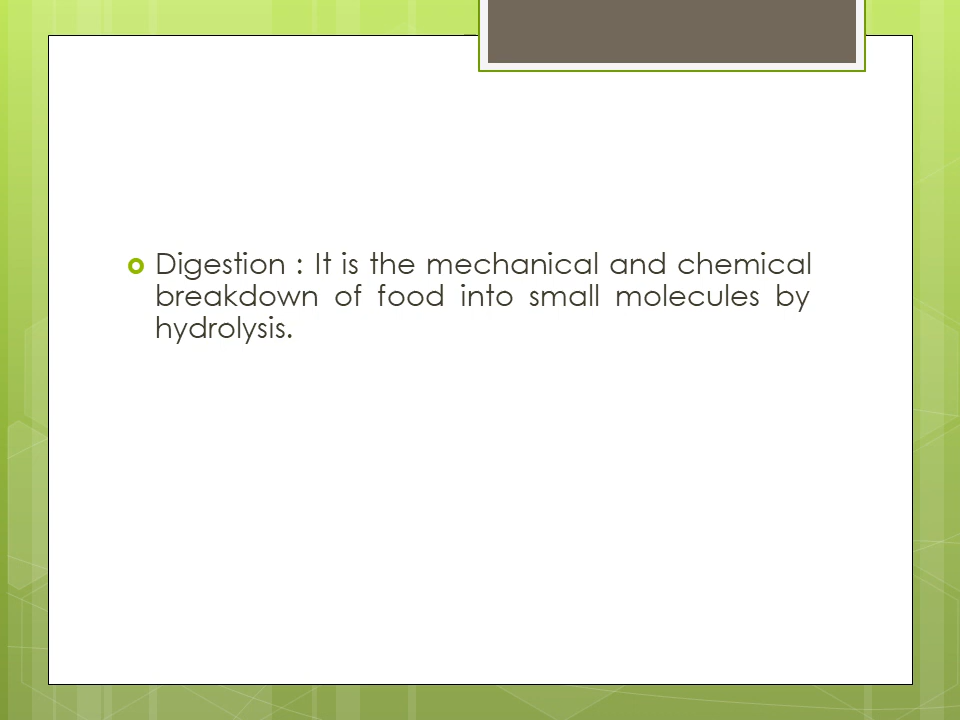 Digestion : It is the mechanical and chemical
breakdown of food into small molecules by
hydrolysis.